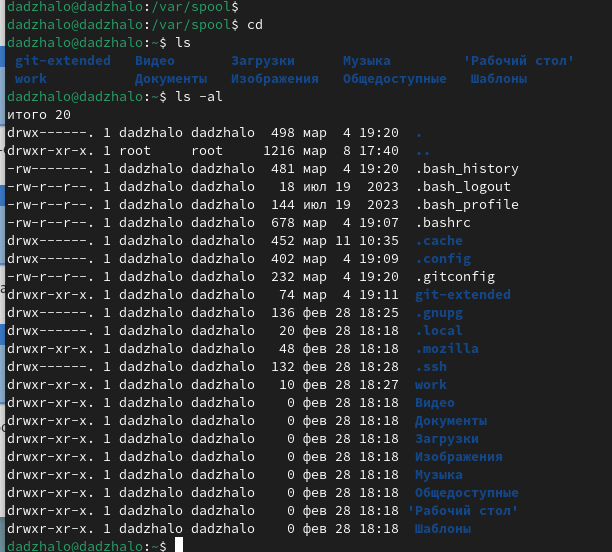 dadzhalo@dadzhalo:/var/spool$
dadzhalo@dadzhalo:/var/spool$ cd
dadzhalo@dadzhalo:~$ ls
git-extended Видео Загрузки Музыка 'Рабочий стол'
work Документы Изображения Общедоступные Шаблоны
dadzhalo@dadzhalo:~$ ls -al
итого 20
drwx------. 1 dadzhalo dadzhalo 498 мар 4 19:20 .
drwxr-xr-x. 1 root root 1216 мар 8 17:40 ..
-rw-------. 1 dadzhalo dadzhalo 481 мар 4 19:20 .bash_history
-rw-r--r--. 1 dadzhalo dadzhalo 18 июл 19 2023 .bash_logout
-rw-r--r--. 1 dadzhalo dadzhalo 144 июл 19 2023 .bash_profile
-rw-r--r--. 1 dadzhalo dadzhalo 678 мар 4 19:07 .bashrc
drwx------. 1 dadzhalo dadzhalo 452 мар 11 10:35 .cache
drwx------. 1 dadzhalo dadzhalo 402 мар 4 19:09 .config
-rw-r--r--. 1 dadzhalo dadzhalo 232 мар 4 19:20 .gitconfig
drwxr-xr-x. 1 dadzhalo dadzhalo 74 мар 4 19:11 git-extended
drwx------. 1 dadzhalo dadzhalo 136 фев 28 18:25 .gnupg
drwx------. 1 dadzhalo dadzhalo 20 фев 28 18:18 .local
drwxr-xr-x. 1 dadzhalo dadzhalo 48 фев 28 18:18 .mozilla
drwx------. 1 dadzhalo dadzhalo 132 фев 28 18:28 .ssh
drwxr-xr-x. 1 dadzhalo dadzhalo 10 фев 28 18:27 work
drwxr-xr-x. 1 dadzhalo dadzhalo 0 фев 28 18:18 Видео
drwxr-xr-x. 1 dadzhalo dadzhalo 0 фев 28 18:18 Документы
drwxr-xr-x. 1 dadzhalo dadzhalo 0 фев 28 18:18 Загрузки
drwxr-xr-x. 1 dadzhalo dadzhalo 0 фев 28 18:18 Изображения
drwxr-xr-x. 1 dadzhalo dadzhalo 0 фев 28 18:18 Музыка
drwxr-xr-x. 1 dadzhalo dadzhalo 0 фев 28 18:18 Общедоступные
drwxr-xr-x. 1 dadzhalo dadzhalo 0 фев 28 18:18 'Рабочий стол'
drwxr-xr-x. 1 dadzhalo dadzhalo 0 фев 28 18:18 Шаблоны
dadzhalo@dadzhalo:~$